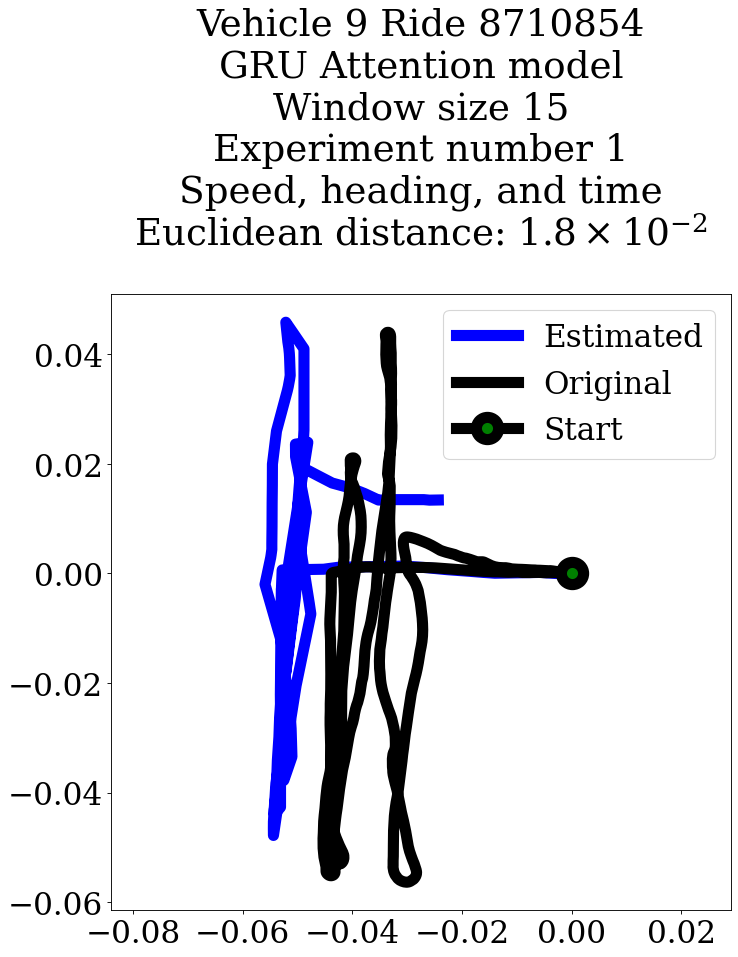 Vehicle 9 Ride 8710854
GRU Attention model
Window size 15
Experiment number 1
Speed, heading, and time
Euclidean distance: 1.8 × 10⁻²
Estimated
Original
Start
0.04
0.02
0.00
−0.02
−0.04
−0.06
−0.08 −0.06 −0.04 −0.02 0.00 0.02